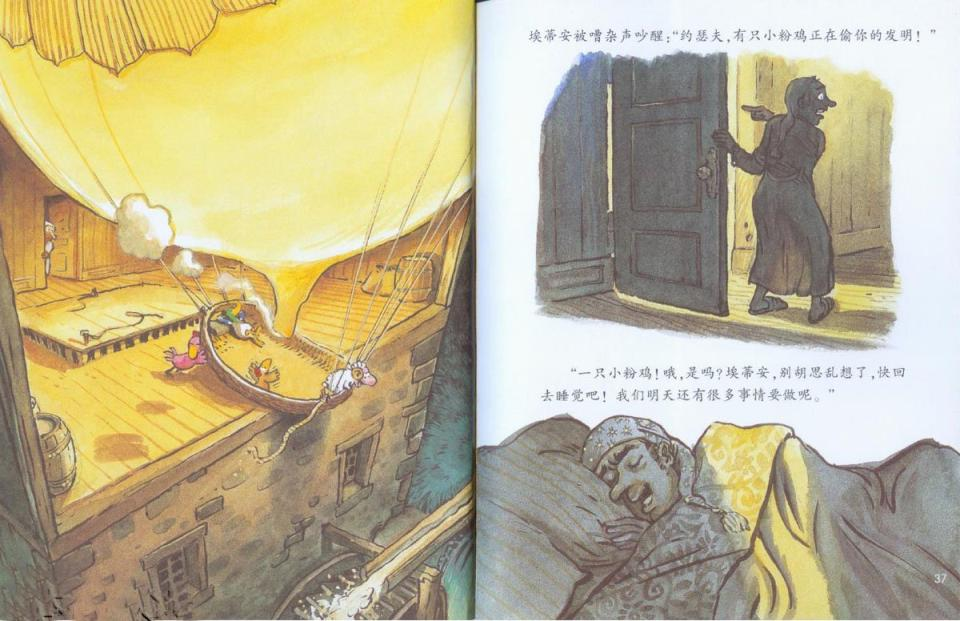 埃蒂安被嘈杂声吵醒:“约瑟夫,有只小粉鸡正在偷你的发明!”
“一只小粉鸡!哦,是吗?埃蒂安,别胡思乱想了,快回
去睡觉吧!我们明天还有很多事情要做呢。”
37